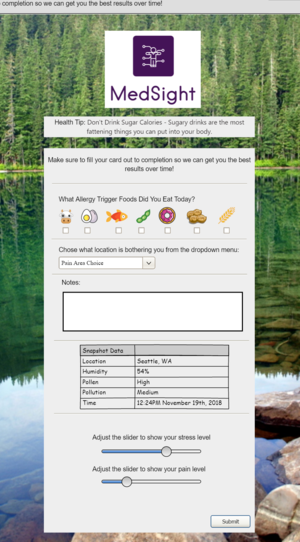 completion so we can get you the best results over time!
MedSight
Health Tip: Don't Drink Sugar Calories - Sugary drinks are the most
fattening things you can put into your body.
Make sure to fill your card out to completion so we can get you the best
results over time!
What Allergy Trigger Foods Did You Eat Today?
Chose what location is bothering you from the dropdown menu:
Pain Area Choice
Notes:
Snapshot Data
Location Seattle, WA
Humidity 54%
Pollen High
Pollution Medium
Time 12:24PM November 19th, 2018
Adjust the slider to show your stress level
Adjust the slider to show your pain level
Submit